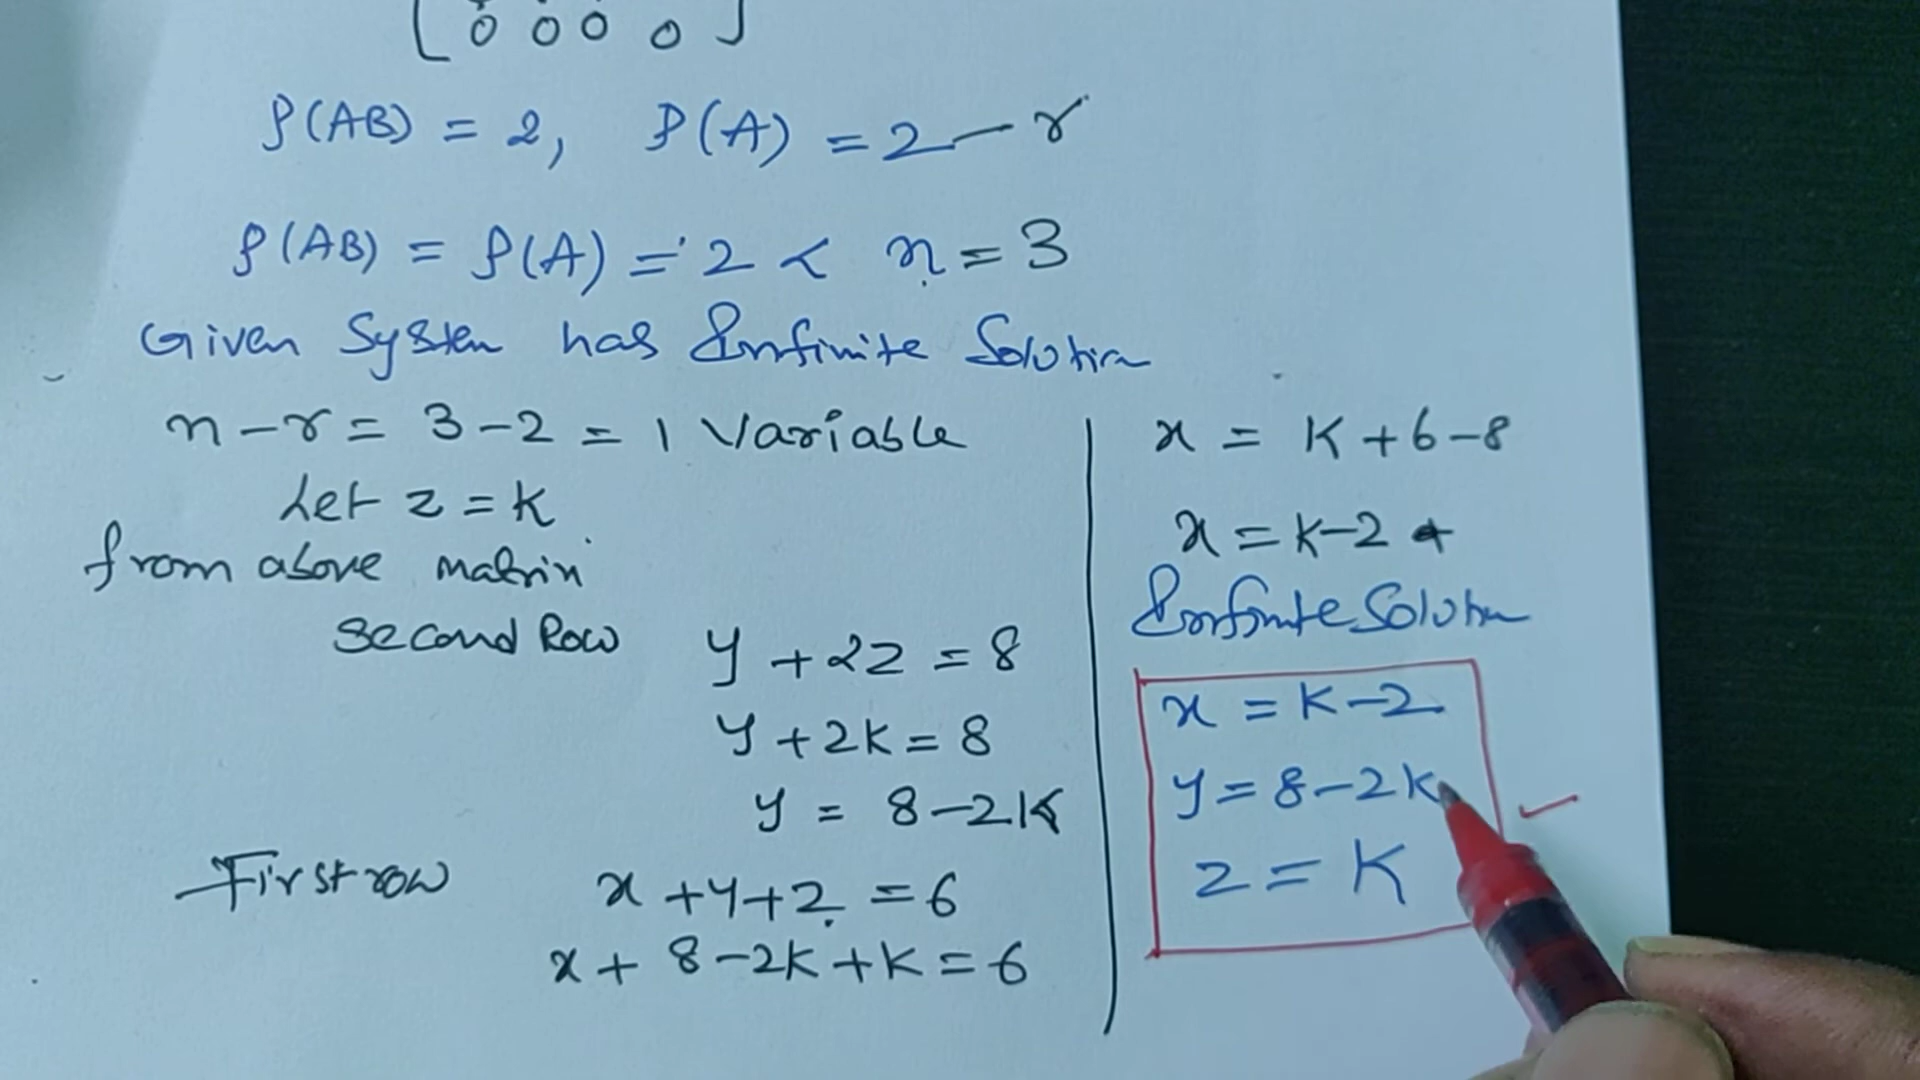 [ 0 0 0 0 ]
ρ(AB) = 2, ρ(A) = 2 — r
ρ(AB) = ρ(A) = 2 < n = 3
Given System has Infinite Solution
n - r = 3 - 2 = 1 Variable
Let z = K
from above matrix
Second Row y + 2z = 8
y + 2K = 8
y = 8 - 2K
First row x + y + z = 6
x + 8 - 2K + K = 6
x = K + 6 - 8
x = K - 2
Infinite Solution
x = K - 2
y = 8 - 2K
z = K